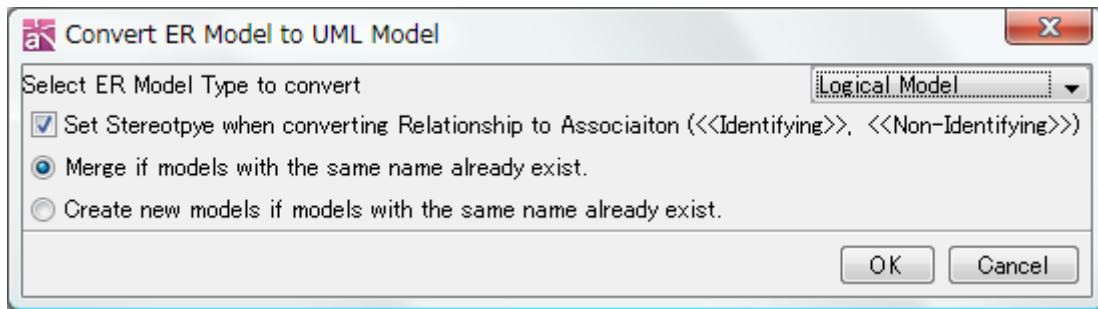 Convert ER Model to UML Model
Select ER Model Type to convert Logical Model
Set Stereotpye when converting Relationship to Associaiton (<<Identifying>>, <<Non-Identifying>>)
Merge if models with the same name already exist.
Create new models if models with the same name already exist.
OK Cancel